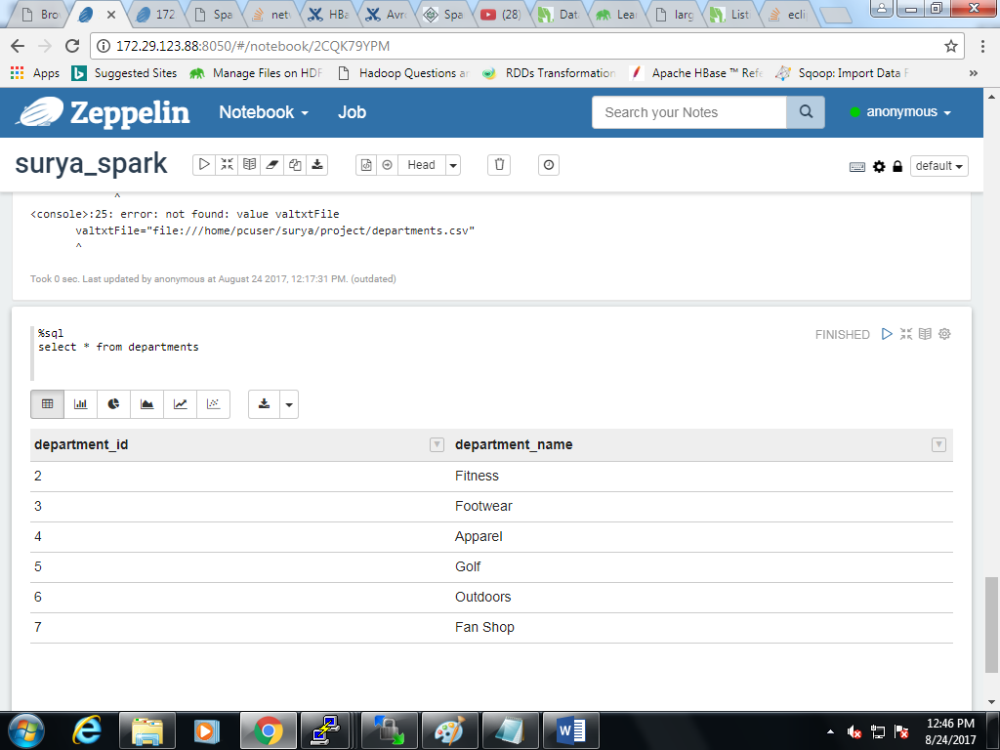 Bro
172
Spa
netv
HBa
Avro
Spa
(28)
Dat
Lea
larg
List
ecli
172.29.123.88:8050/#/notebook/2CQK79YPM
Apps
Suggested Sites
Manage Files on HDF
Hadoop Questions an
RDDs Transformation
Apache HBase ™ Refe
Sqoop: Import Data F
»
Zeppelin
Notebook
Job
Search your Notes
anonymous
surya_spark
Head
default
^
<console>:25: error: not found: value valtxtFile
valtxtFile="file:///home/pcuser/surya/project/departments.csv"
^
Took 0 sec. Last updated by anonymous at August 24 2017, 12:17:31 PM. (outdated)
%sql
select * from departments
FINISHED
department_id department_name
2 Fitness
3 Footwear
4 Apparel
5 Golf
6 Outdoors
7 Fan Shop
12:46 PM
8/24/2017